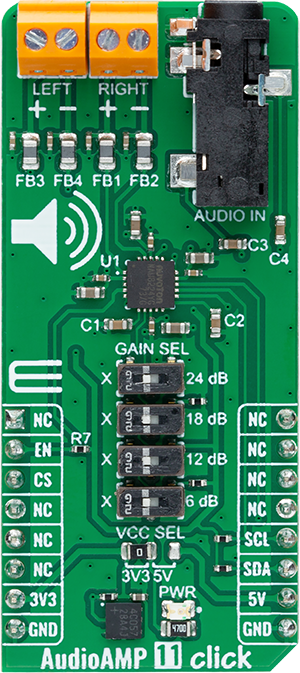 LEFT RIGHT
+ − + −
FB3 FB4 FB1 FB2
AUDIO IN
C3
C4
U1
C1
C2
GAIN SEL
X 24 dB
X 18 dB
X 12 dB
X 6 dB
R7
NC NC
EN NC
CS NC
NC NC
NC SCL
NC SDA
3V3 5V
GND GND
VCC SEL
0
3V3 5V
PWR
4700
AudioAMP 11 click